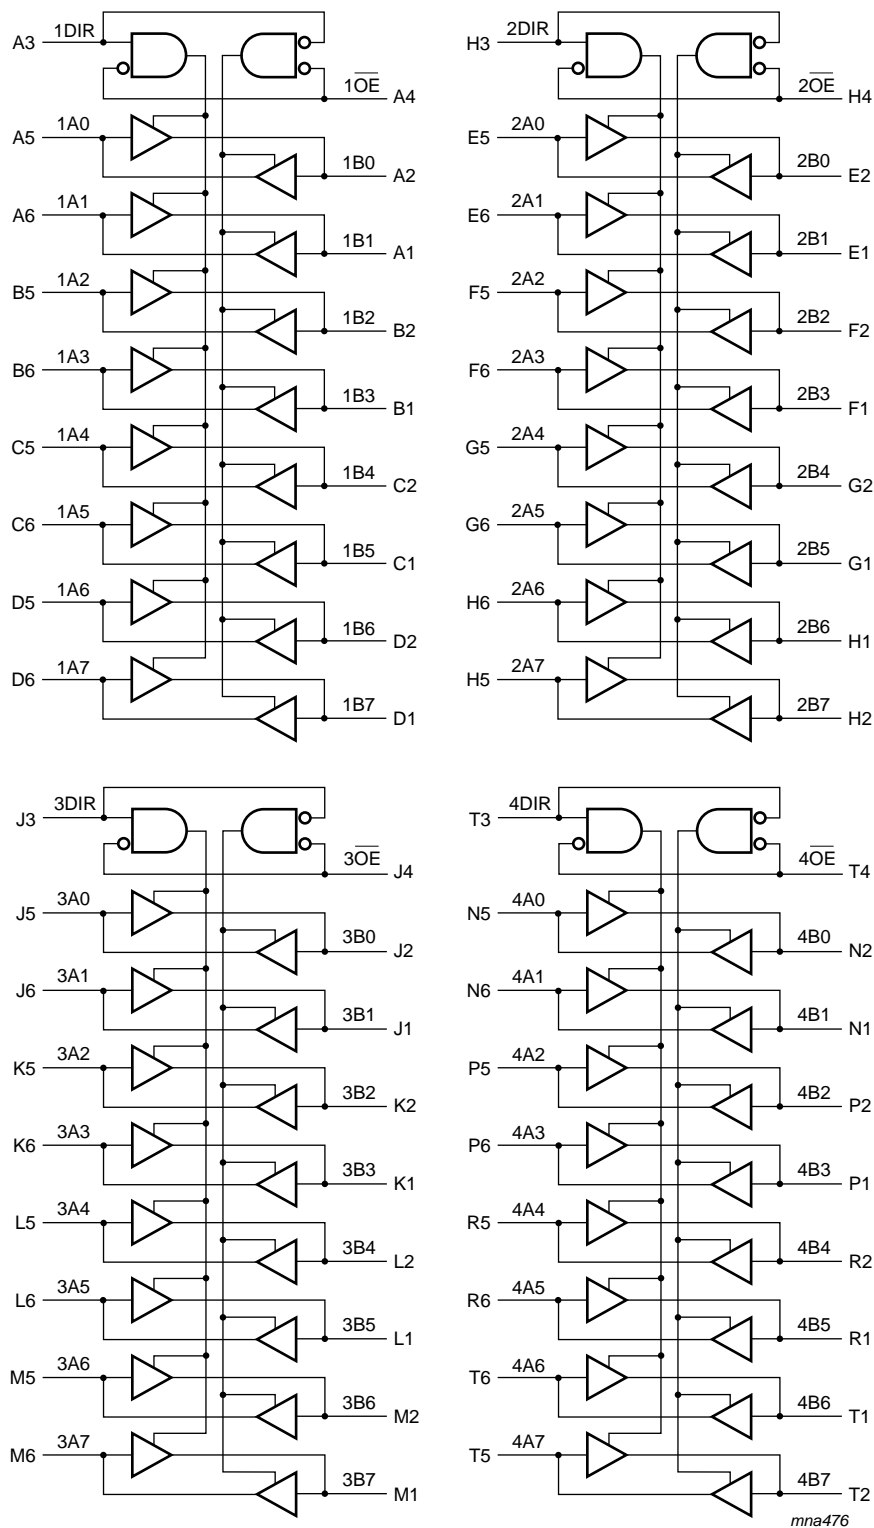 A3 1DIR
1O̅E̅ A4
A5 1A0
1B0 A2
A6 1A1
1B1 A1
B5 1A2
1B2 B2
B6 1A3
1B3 B1
C5 1A4
1B4 C2
C6 1A5
1B5 C1
D5 1A6
1B6 D2
D6 1A7
1B7 D1
H3 2DIR
2O̅E̅ H4
E5 2A0
2B0 E2
E6 2A1
2B1 E1
F5 2A2
2B2 F2
F6 2A3
2B3 F1
G5 2A4
2B4 G2
G6 2A5
2B5 G1
H6 2A6
2B6 H1
H5 2A7
2B7 H2
J3 3DIR
3O̅E̅ J4
J5 3A0
3B0 J2
J6 3A1
3B1 J1
K5 3A2
3B2 K2
K6 3A3
3B3 K1
L5 3A4
3B4 L2
L6 3A5
3B5 L1
M5 3A6
3B6 M2
M6 3A7
3B7 M1
T3 4DIR
4O̅E̅ T4
N5 4A0
4B0 N2
N6 4A1
4B1 N1
P5 4A2
4B2 P2
P6 4A3
4B3 P1
R5 4A4
4B4 R2
R6 4A5
4B5 R1
T6 4A6
4B6 T1
T5 4A7
4B7 T2
mna476